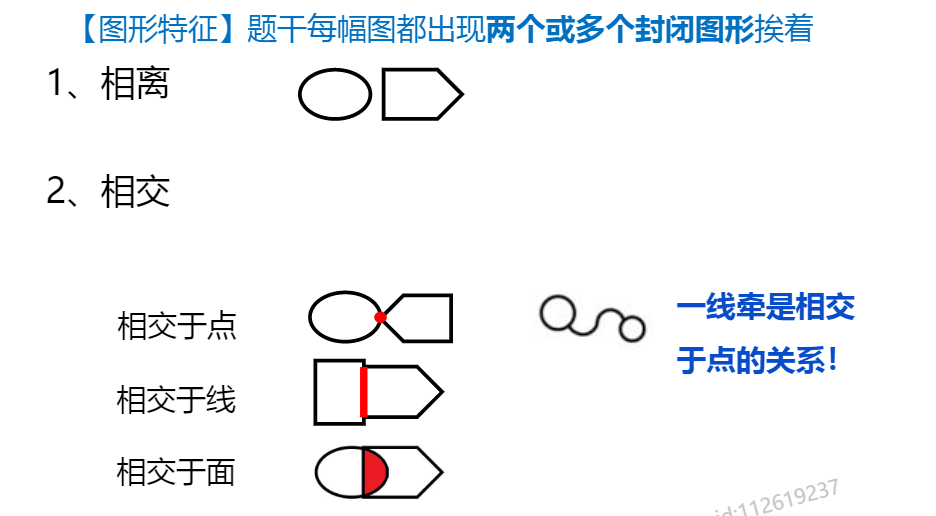 【图形特征】题干每幅图都出现两个或多个封闭图形挨着
1、相离
2、相交
相交于点
一线牵是相交
于点的关系！
相交于线
相交于面
id:112619237